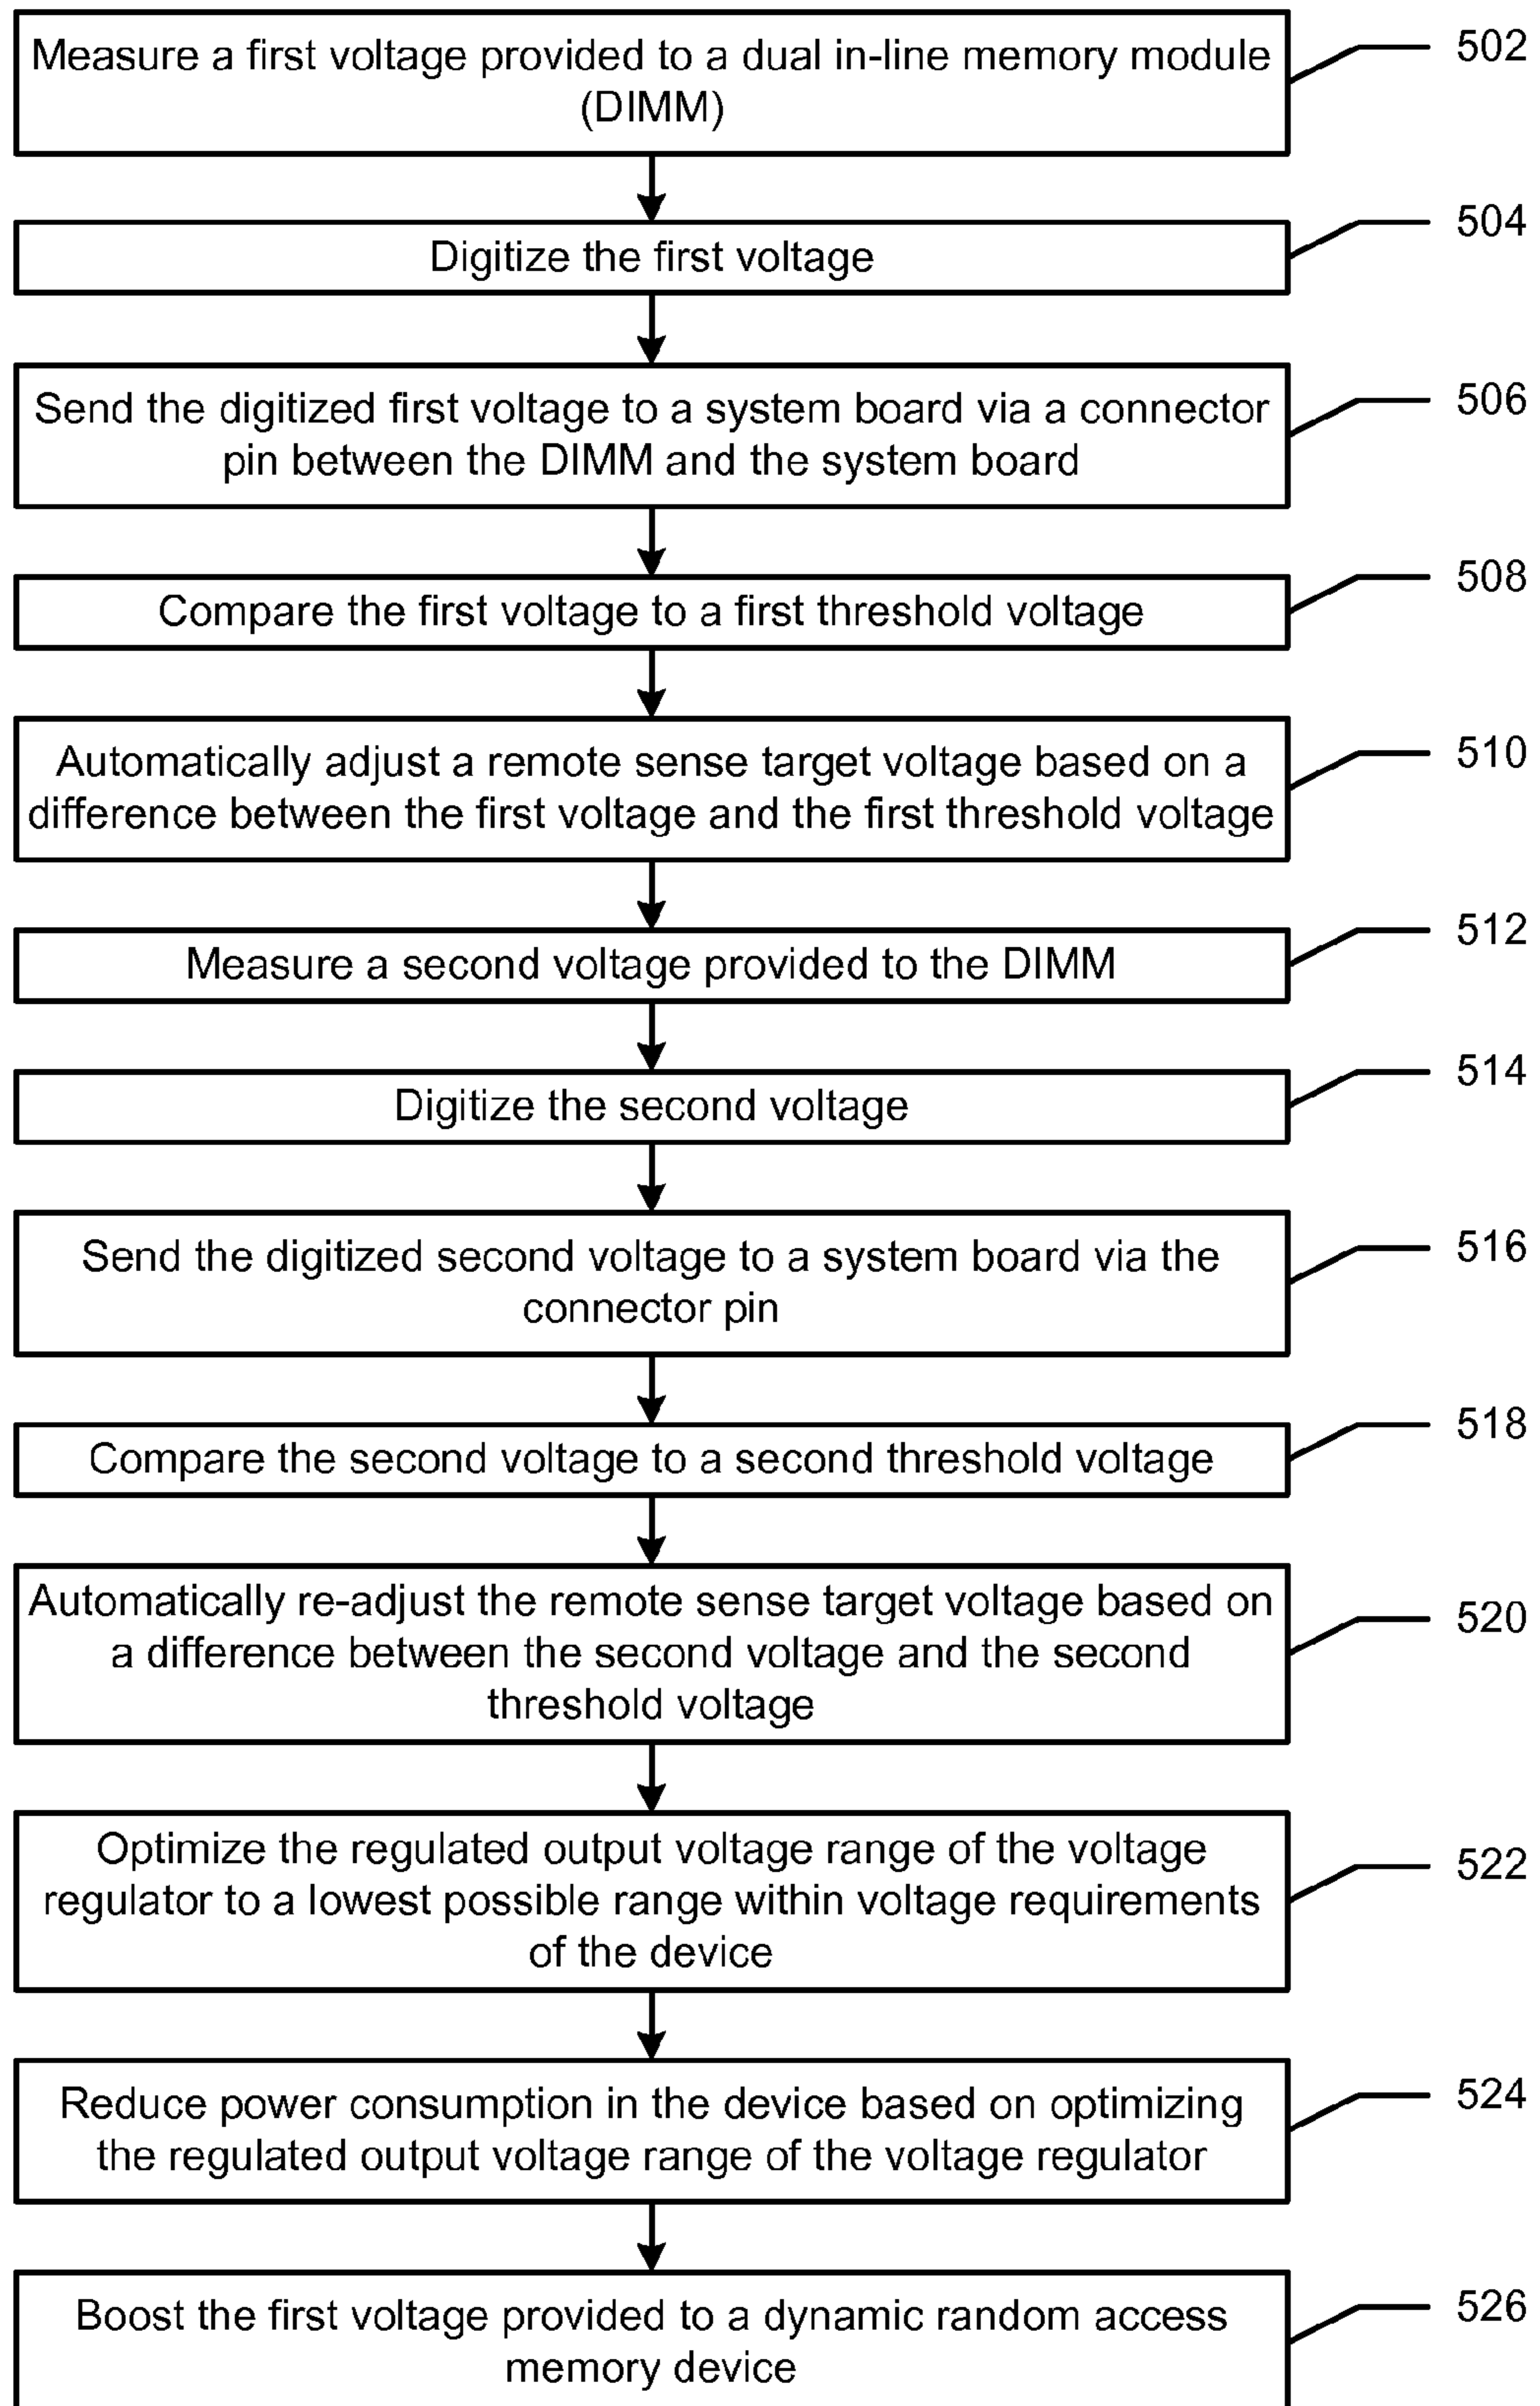 Measure a first voltage provided to a dual in-line memory module
(DIMM)
502
Digitize the first voltage
504
Send the digitized first voltage to a system board via a connector
pin between the DIMM and the system board
506
Compare the first voltage to a first threshold voltage
508
Automatically adjust a remote sense target voltage based on a
difference between the first voltage and the first threshold voltage
510
Measure a second voltage provided to the DIMM
512
Digitize the second voltage
514
Send the digitized second voltage to a system board via the
connector pin
516
Compare the second voltage to a second threshold voltage
518
Automatically re-adjust the remote sense target voltage based on
a difference between the second voltage and the second
threshold voltage
520
Optimize the regulated output voltage range of the voltage
regulator to a lowest possible range within voltage requirements
of the device
522
Reduce power consumption in the device based on optimizing
the regulated output voltage range of the voltage regulator
524
Boost the first voltage provided to a dynamic random access
memory device
526